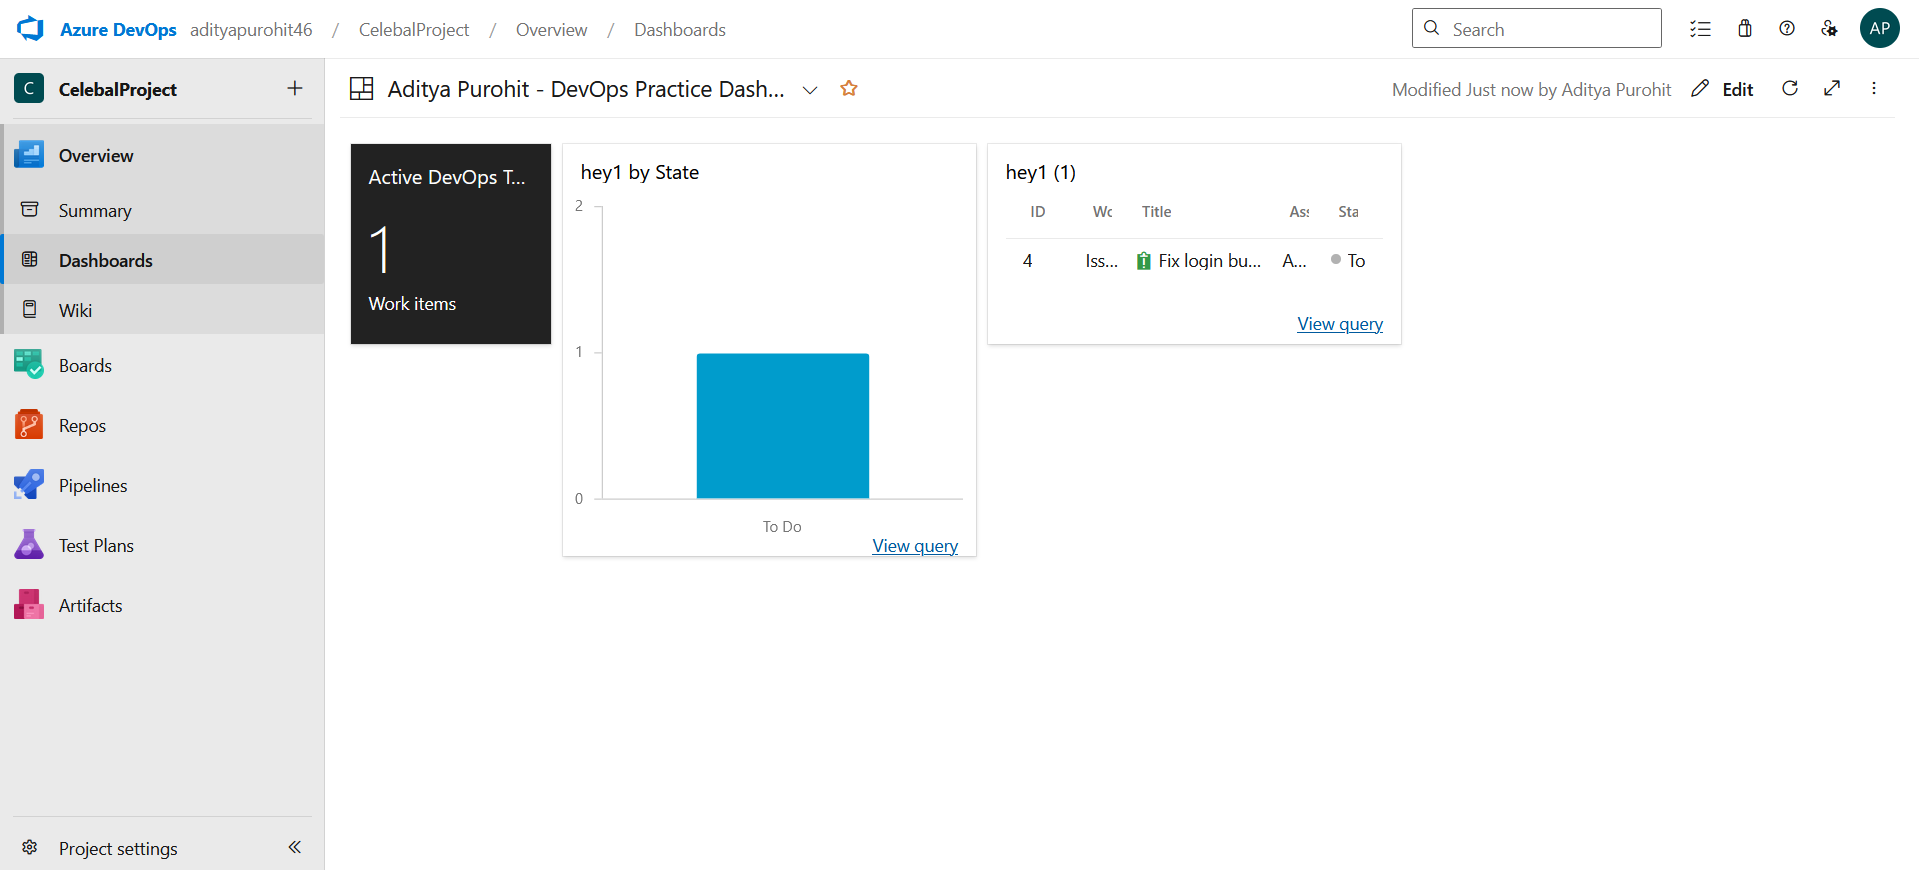 Azure DevOps adityapurohit46 / CelebalProject / Overview / Dashboards Search AP
C CelebalProject
Overview
Summary
Dashboards
Wiki
Boards
Repos
Pipelines
Test Plans
Artifacts
Project settings
Aditya Purohit - DevOps Practice Dash... Modified Just now by Aditya Purohit Edit
Active DevOps T...
1
Work items
hey1 by State
2
1
0
To Do
View query
hey1 (1)
ID Wo Title Ass Sta
4 Iss... Fix login bu... A... To
View query